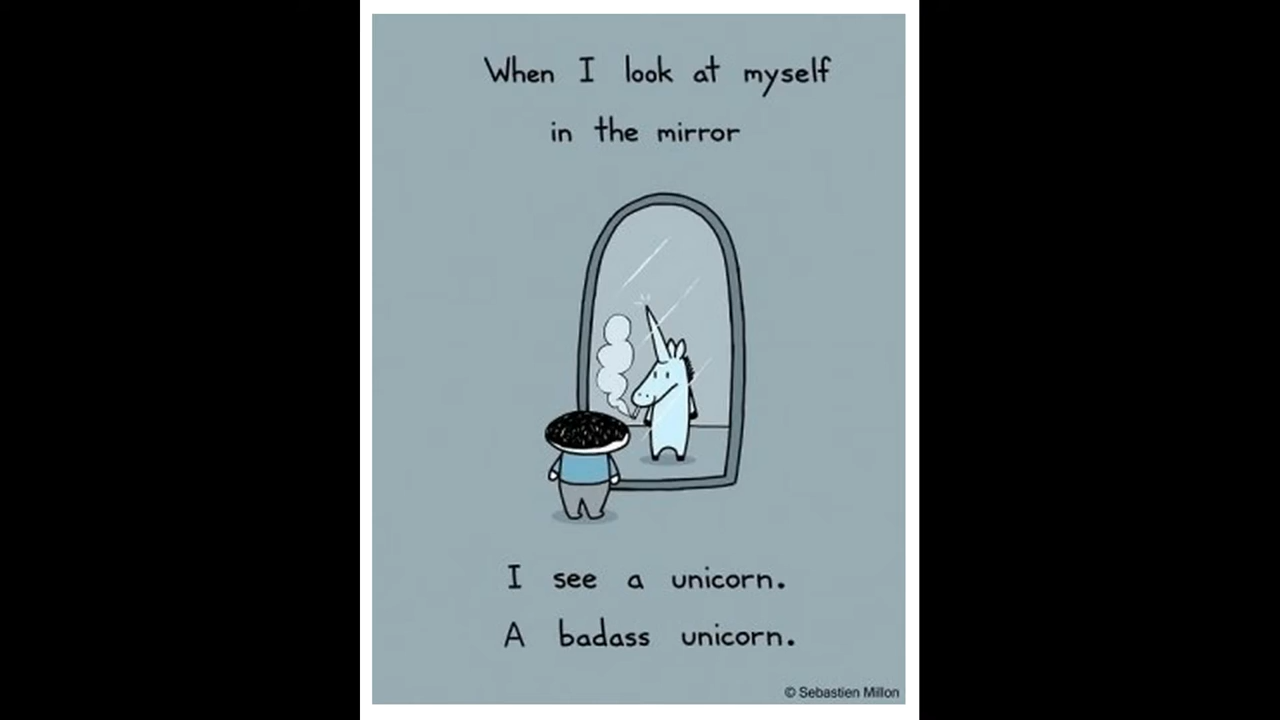 When I look at myself
in the mirror
I see a unicorn.
A badass unicorn.
© Sebastien Millon